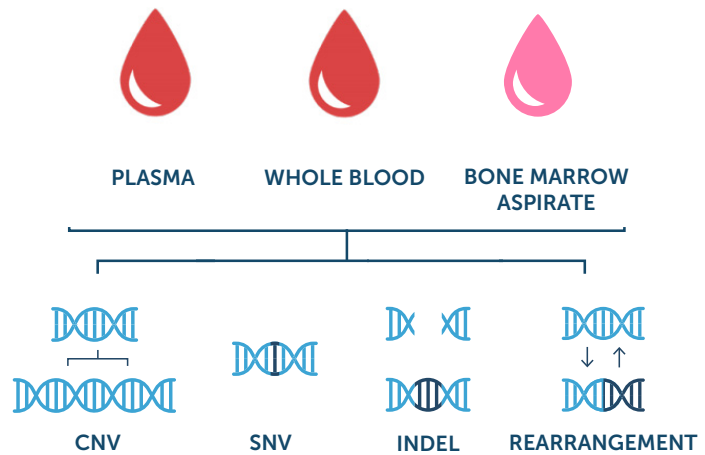 PLASMA
WHOLE BLOOD
BONE MARROW
ASPIRATE
CNV
SNV
INDEL
REARRANGEMENT